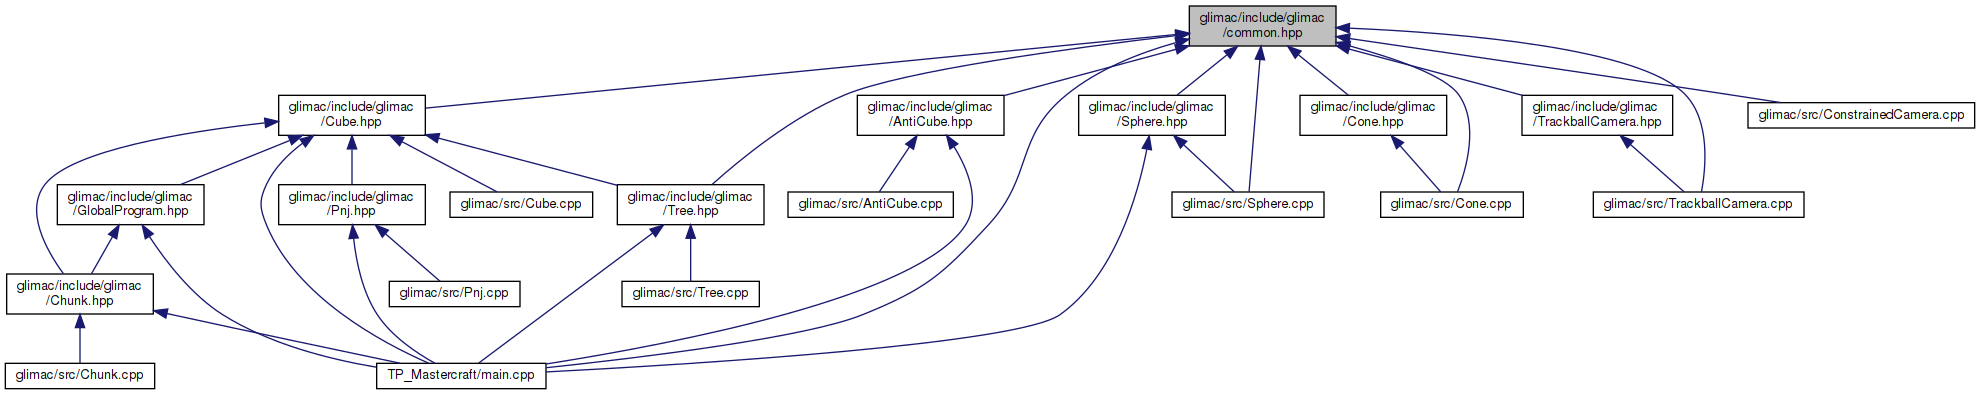 glimac/include/glimac
/common.hpp
glimac/include/glimac
/Cube.hpp
glimac/include/glimac
/AntiCube.hpp
glimac/include/glimac
/Sphere.hpp
glimac/include/glimac
/Cone.hpp
glimac/include/glimac
/TrackballCamera.hpp
glimac/src/ConstrainedCamera.cpp
glimac/include/glimac
/GlobalProgram.hpp
glimac/include/glimac
/Pnj.hpp
glimac/src/Cube.cpp
glimac/include/glimac
/Tree.hpp
glimac/src/AntiCube.cpp
glimac/src/Sphere.cpp
glimac/src/Cone.cpp
glimac/src/TrackballCamera.cpp
glimac/include/glimac
/Chunk.hpp
glimac/src/Pnj.cpp
glimac/src/Tree.cpp
glimac/src/Chunk.cpp
TP_Mastercraft/main.cpp